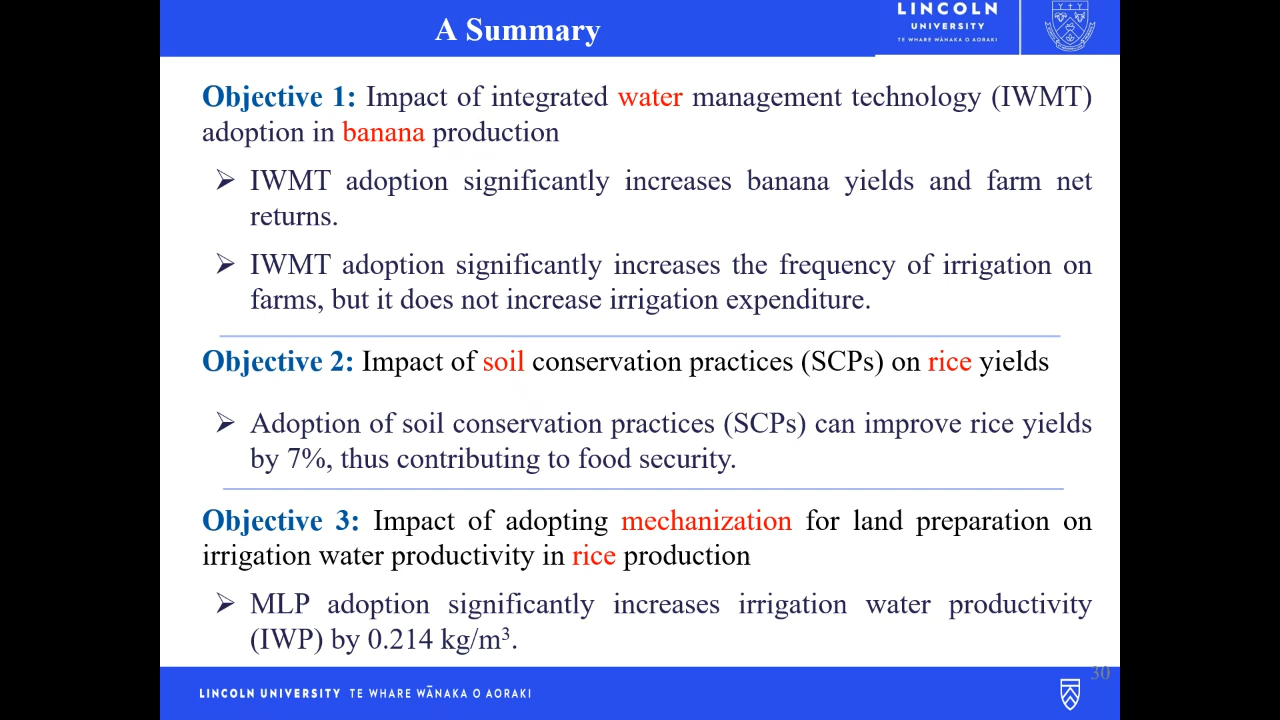 A Summary
LINCOLN
UNIVERSITY
TE WHARE WĀNAKA O AORAKI
Objective 1: Impact of integrated water management technology (IWMT)
adoption in banana production
➢ IWMT adoption significantly increases banana yields and farm net
returns.
➢ IWMT adoption significantly increases the frequency of irrigation on
farms, but it does not increase irrigation expenditure.
Objective 2: Impact of soil conservation practices (SCPs) on rice yields
➢ Adoption of soil conservation practices (SCPs) can improve rice yields
by 7%, thus contributing to food security.
Objective 3: Impact of adopting mechanization for land preparation on
irrigation water productivity in rice production
➢ MLP adoption significantly increases irrigation water productivity
(IWP) by 0.214 kg/m³.
30
LINCOLN UNIVERSITY TE WHARE WĀNAKA O AORAKI